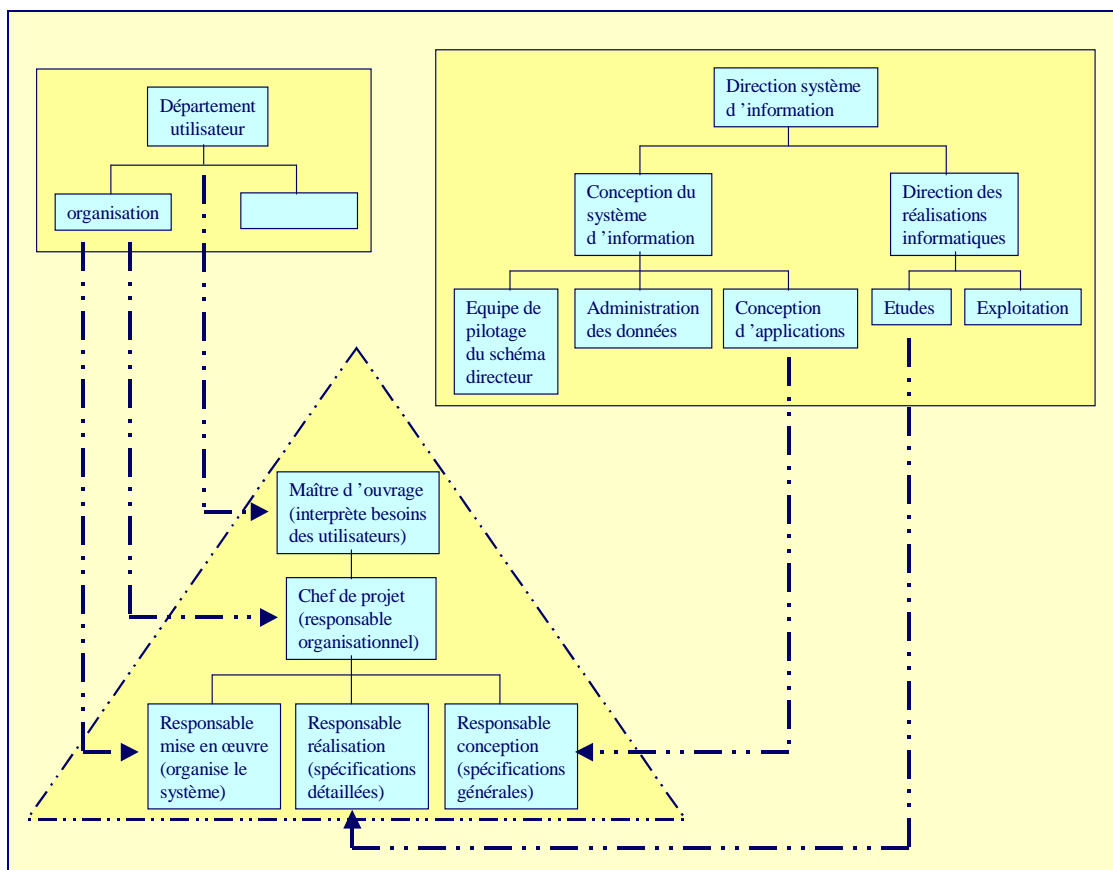 Département
utilisateur
organisation
Direction système
d ’information
Conception du
système
d ’information
Direction des
réalisations
informatiques
Equipe de
pilotage
du schéma
directeur
Administration
des données
Conception
d ’applications
Etudes
Exploitation
Maître d ’ouvrage
(interprète besoins
des utilisateurs)
Chef de projet
(responsable
organisationnel)
Responsable
mise en œuvre
(organise le
système)
Responsable
réalisation
(spécifications
détaillées)
Responsable
conception
(spécifications
générales)